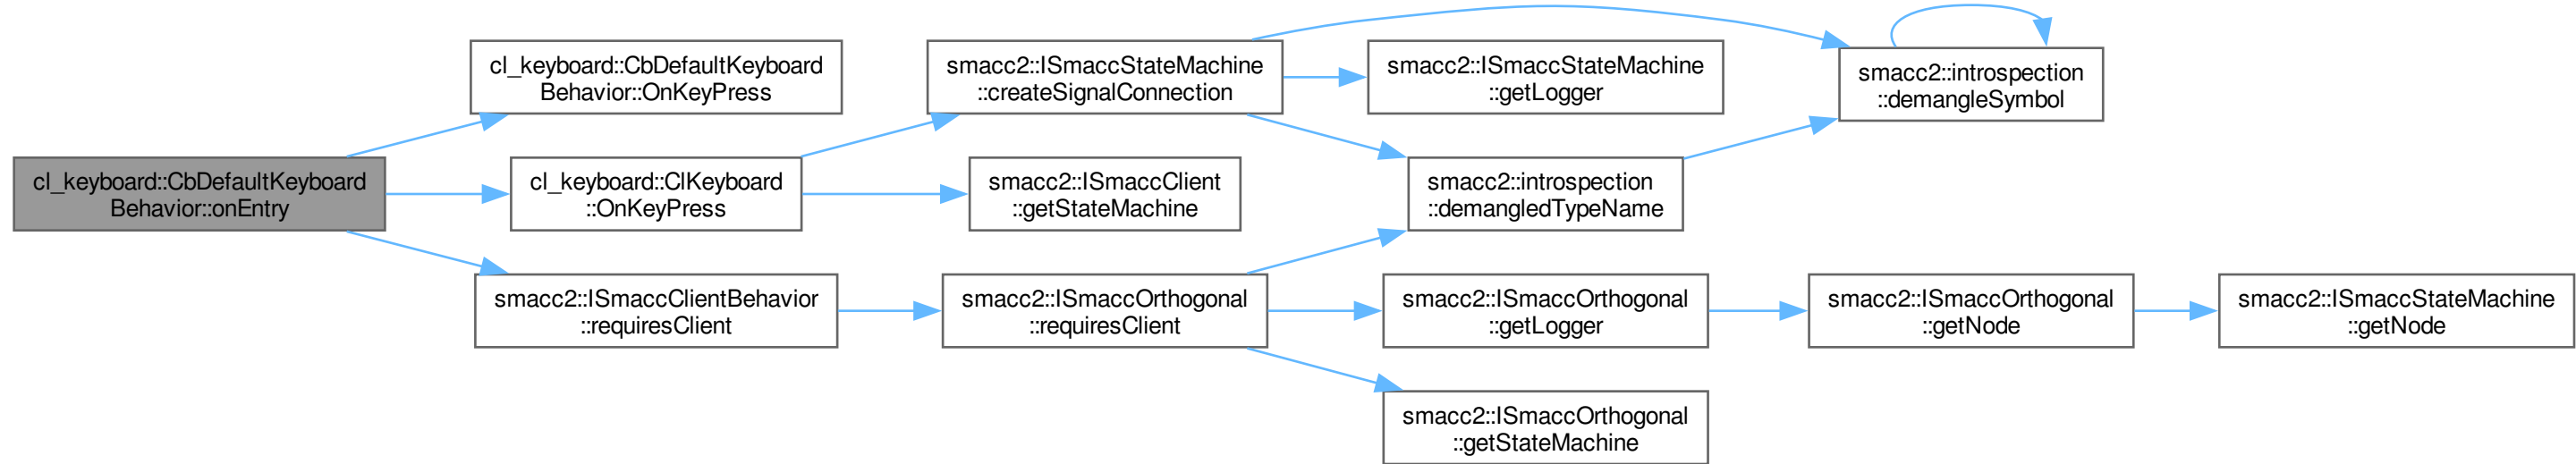 cl_keyboard::CbDefaultKeyboard
Behavior::onEntry
cl_keyboard::CbDefaultKeyboard
Behavior::OnKeyPress
cl_keyboard::ClKeyboard
::OnKeyPress
smacc2::ISmaccClientBehavior
::requiresClient
smacc2::ISmaccStateMachine
::createSignalConnection
smacc2::ISmaccClient
::getStateMachine
smacc2::ISmaccOrthogonal
::requiresClient
smacc2::ISmaccStateMachine
::getLogger
smacc2::introspection
::demangledTypeName
smacc2::ISmaccOrthogonal
::getLogger
smacc2::ISmaccOrthogonal
::getStateMachine
smacc2::introspection
::demangleSymbol
smacc2::ISmaccOrthogonal
::getNode
smacc2::ISmaccStateMachine
::getNode